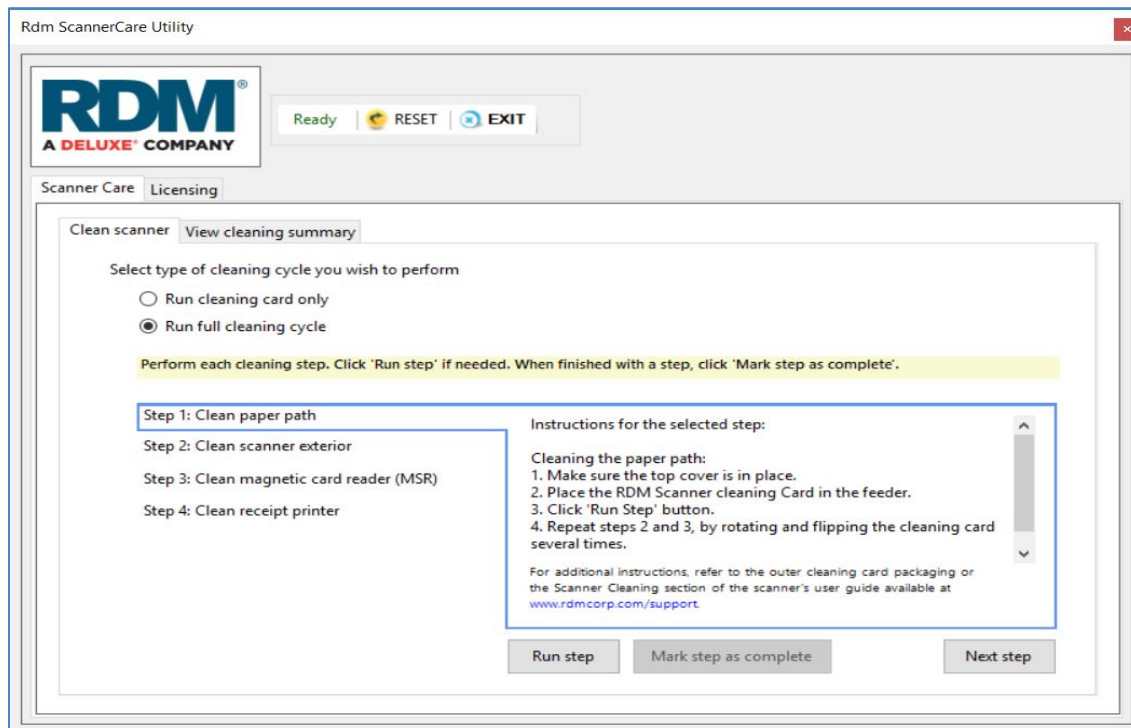 Rdm ScannerCare Utility
RDM®
A DELUXE® COMPANY
Ready RESET EXIT
Scanner Care Licensing
Clean scanner View cleaning summary
Select type of cleaning cycle you wish to perform
Run cleaning card only
Run full cleaning cycle
Perform each cleaning step. Click 'Run step' if needed. When finished with a step, click 'Mark step as complete'.
Step 1: Clean paper path
Step 2: Clean scanner exterior
Step 3: Clean magnetic card reader (MSR)
Step 4: Clean receipt printer
Instructions for the selected step:
Cleaning the paper path:
1. Make sure the top cover is in place.
2. Place the RDM Scanner cleaning Card in the feeder.
3. Click 'Run Step' button.
4. Repeat steps 2 and 3, by rotating and flipping the cleaning card
several times.
For additional instructions, refer to the outer cleaning card packaging or
the Scanner Cleaning section of the scanner's user guide available at
www.rdmcorp.com/support.
Run step Mark step as complete Next step